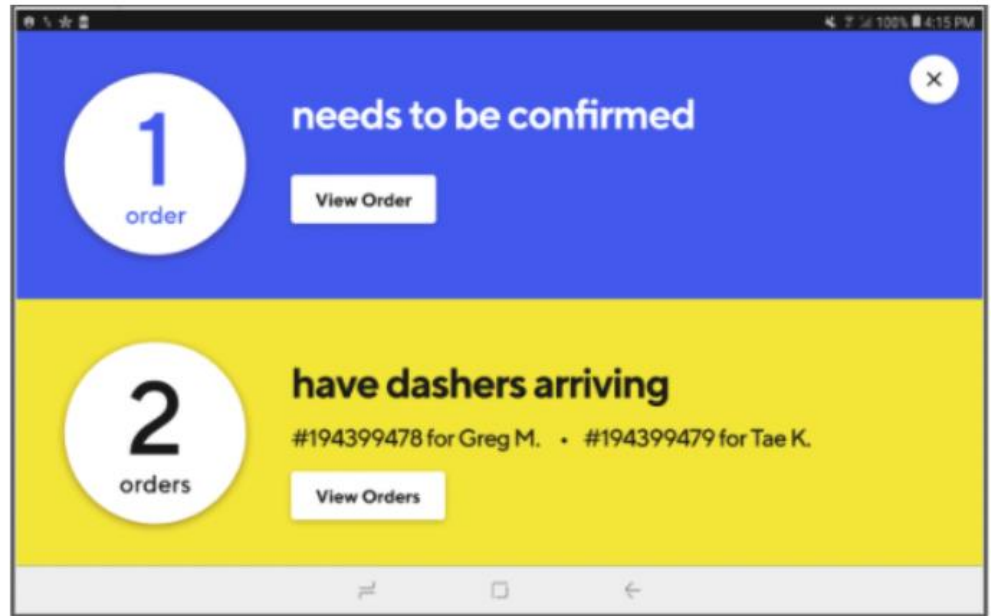 100% 4:15 PM
1
order
needs to be confirmed
View Order
2
orders
have dashers arriving
#194399478 for Greg M. • #194399479 for Tae K.
View Orders